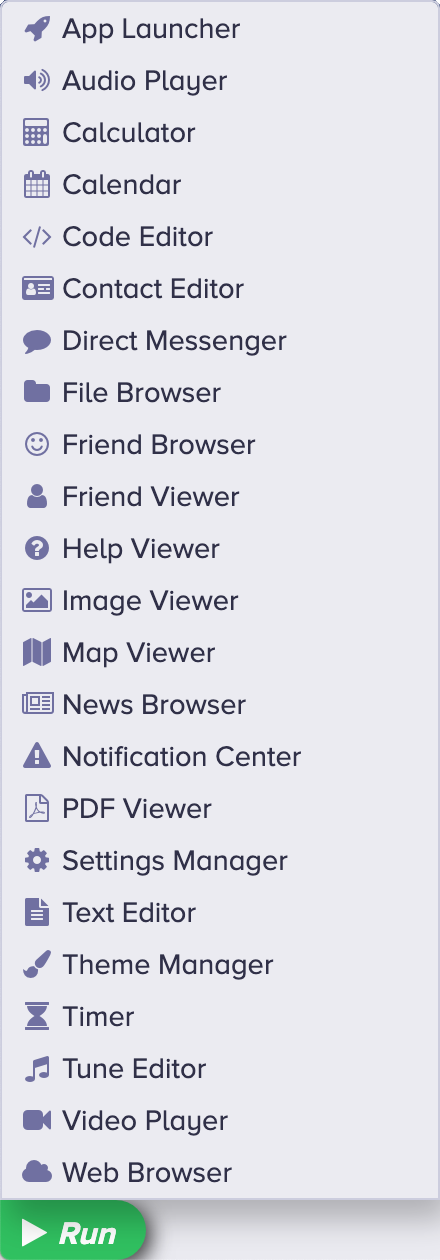 App Launcher
Audio Player
Calculator
Calendar
Code Editor
Contact Editor
Direct Messenger
File Browser
Friend Browser
Friend Viewer
Help Viewer
Image Viewer
Map Viewer
News Browser
Notification Center
PDF Viewer
Settings Manager
Text Editor
Theme Manager
Timer
Tune Editor
Video Player
Web Browser
Run